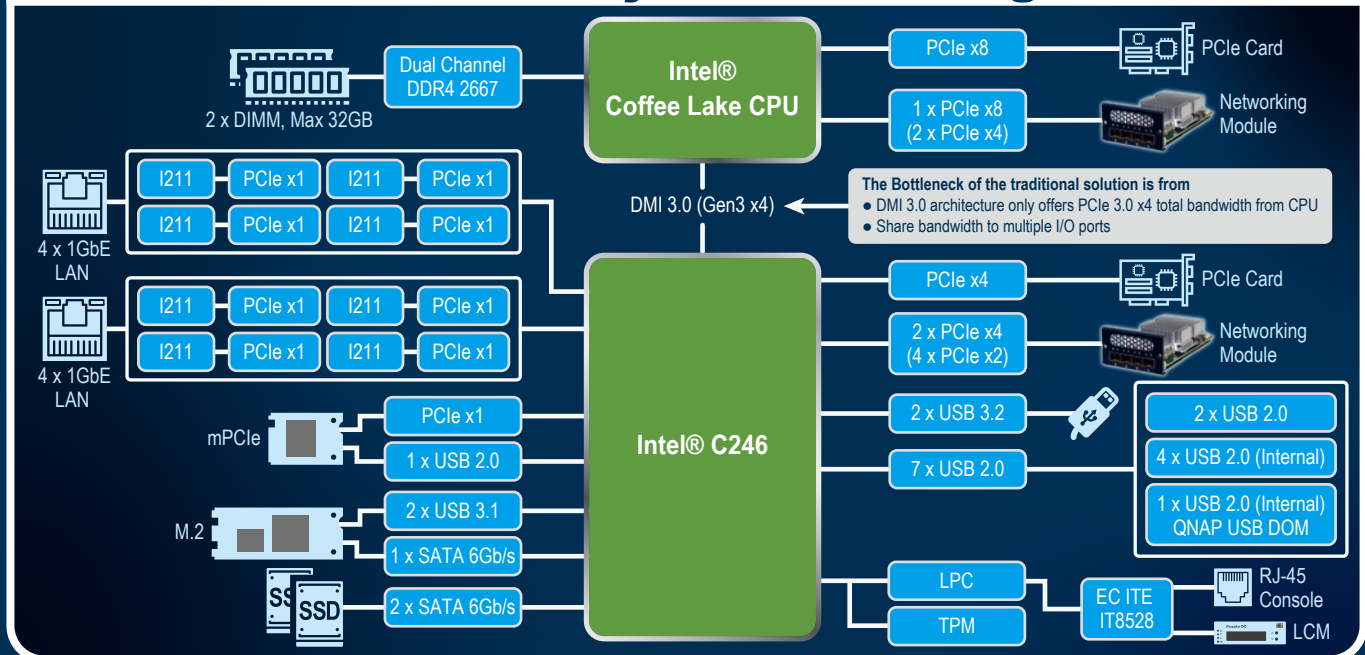 Dual Channel
DDR4 2667
2 x DIMM, Max 32GB
Intel®
Coffee Lake CPU
PCIe x8
PCIe Card
1 x PCIe x8
(2 x PCIe x4)
Networking
Module
DMI 3.0 (Gen3 x4)
The Bottleneck of the traditional solution is from
● DMI 3.0 architecture only offers PCIe 3.0 x4 total bandwidth from CPU
● Share bandwidth to multiple I/O ports
I211 PCIe x1 I211 PCIe x1
I211 PCIe x1 I211 PCIe x1
4 x 1GbE
LAN
I211 PCIe x1 I211 PCIe x1
I211 PCIe x1 I211 PCIe x1
4 x 1GbE
LAN
mPCIe
PCIe x1
1 x USB 2.0
M.2
2 x USB 3.1
1 x SATA 6Gb/s
SS
SSD
2 x SATA 6Gb/s
Intel® C246
PCIe x4
PCIe Card
2 x PCIe x4
(4 x PCIe x2)
Networking
Module
2 x USB 3.2
7 x USB 2.0
2 x USB 2.0
4 x USB 2.0 (Internal)
1 x USB 2.0 (Internal)
QNAP USB DOM
LPC
TPM
EC ITE
IT8528
RJ-45
Console
LCM